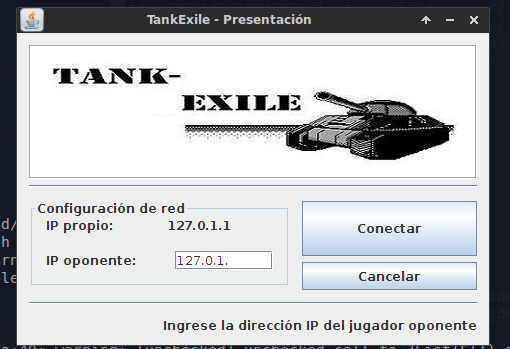 TankExile - Presentación
TANK-
EXILE
Configuración de red
IP propio: 127.0.1.1
IP oponente: 127.0.1.
Conectar
Cancelar
Ingrese la dirección IP del jugador oponente